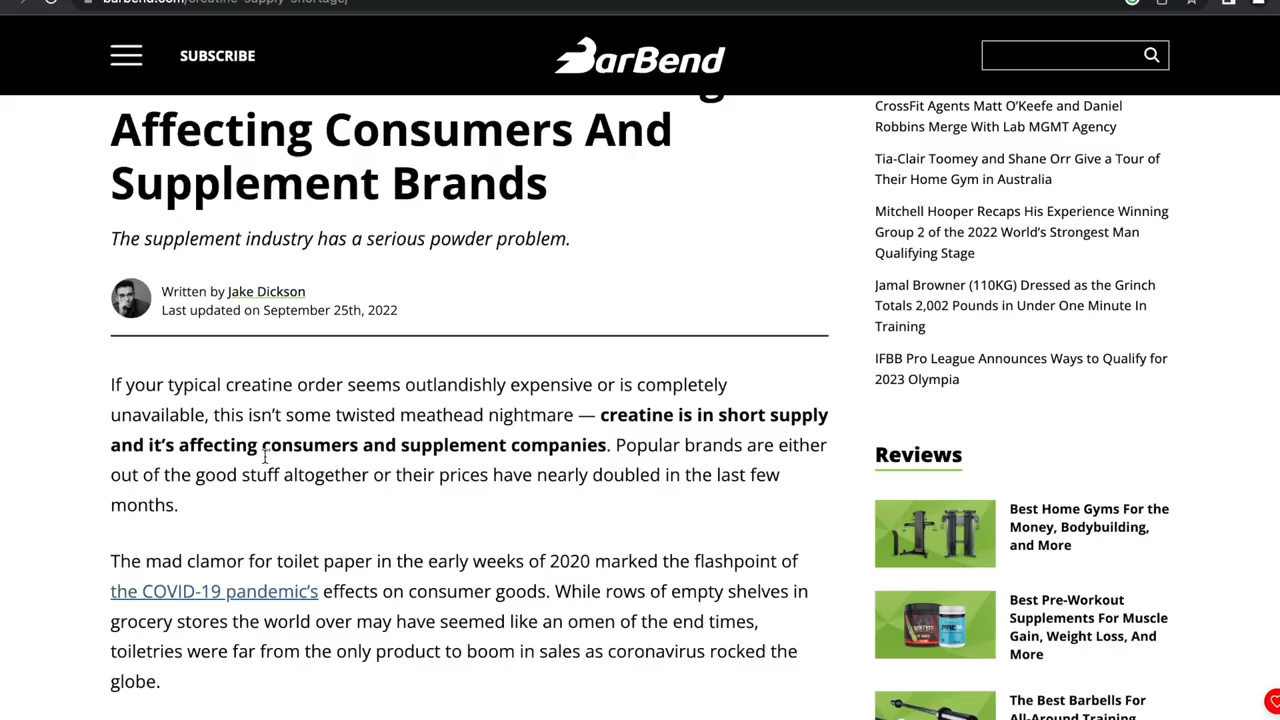 barbend.com/creatine-supply-shortage/
SUBSCRIBE
BarBend
Affecting Consumers And
Supplement Brands
The supplement industry has a serious powder problem.
Written by Jake Dickson
Last updated on September 25th, 2022
If your typical creatine order seems outlandishly expensive or is completely
unavailable, this isn’t some twisted meathead nightmare — creatine is in short supply
and it’s affecting consumers and supplement companies. Popular brands are either
out of the good stuff altogether or their prices have nearly doubled in the last few
months.
The mad clamor for toilet paper in the early weeks of 2020 marked the flashpoint of
the COVID-19 pandemic’s effects on consumer goods. While rows of empty shelves in
grocery stores the world over may have seemed like an omen of the end times,
toiletries were far from the only product to boom in sales as coronavirus rocked the
globe.
CrossFit Agents Matt O’Keefe and Daniel
Robbins Merge With Lab MGMT Agency
Tia-Clair Toomey and Shane Orr Give a Tour of
Their Home Gym in Australia
Mitchell Hooper Recaps His Experience Winning
Group 2 of the 2022 World’s Strongest Man
Qualifying Stage
Jamal Browner (110KG) Dressed as the Grinch
Totals 2,002 Pounds in Under One Minute In
Training
IFBB Pro League Announces Ways to Qualify for
2023 Olympia
Reviews
Best Home Gyms For the
Money, Bodybuilding,
and More
Best Pre-Workout
Supplements For Muscle
Gain, Weight Loss, And
More
The Best Barbells For
All-Around Training